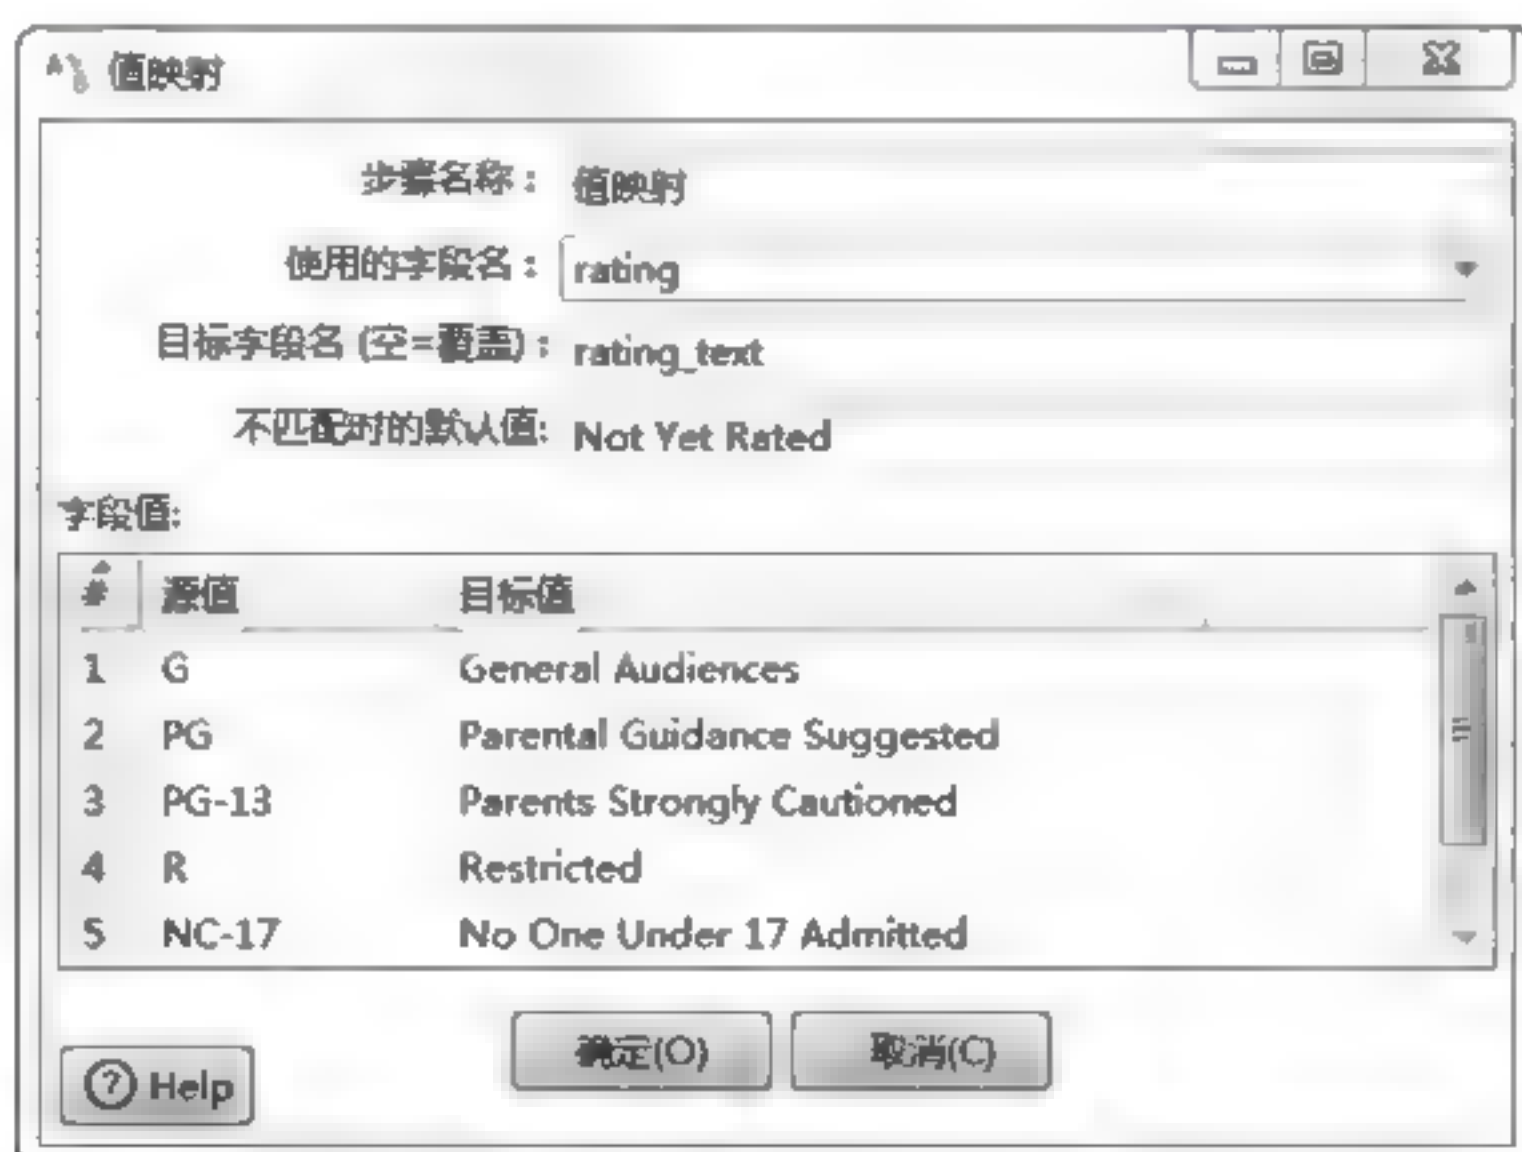 值映射
步骤名称： 值映射
使用的字段名： rating
目标字段名 (空=覆盖)： rating_text
不匹配时的默认值: Not Yet Rated
字段值:
# 源值 目标值
1 G General Audiences
2 PG Parental Guidance Suggested
3 PG-13 Parents Strongly Cautioned
4 R Restricted
5 NC-17 No One Under 17 Admitted
确定(O) 取消(C)
Help